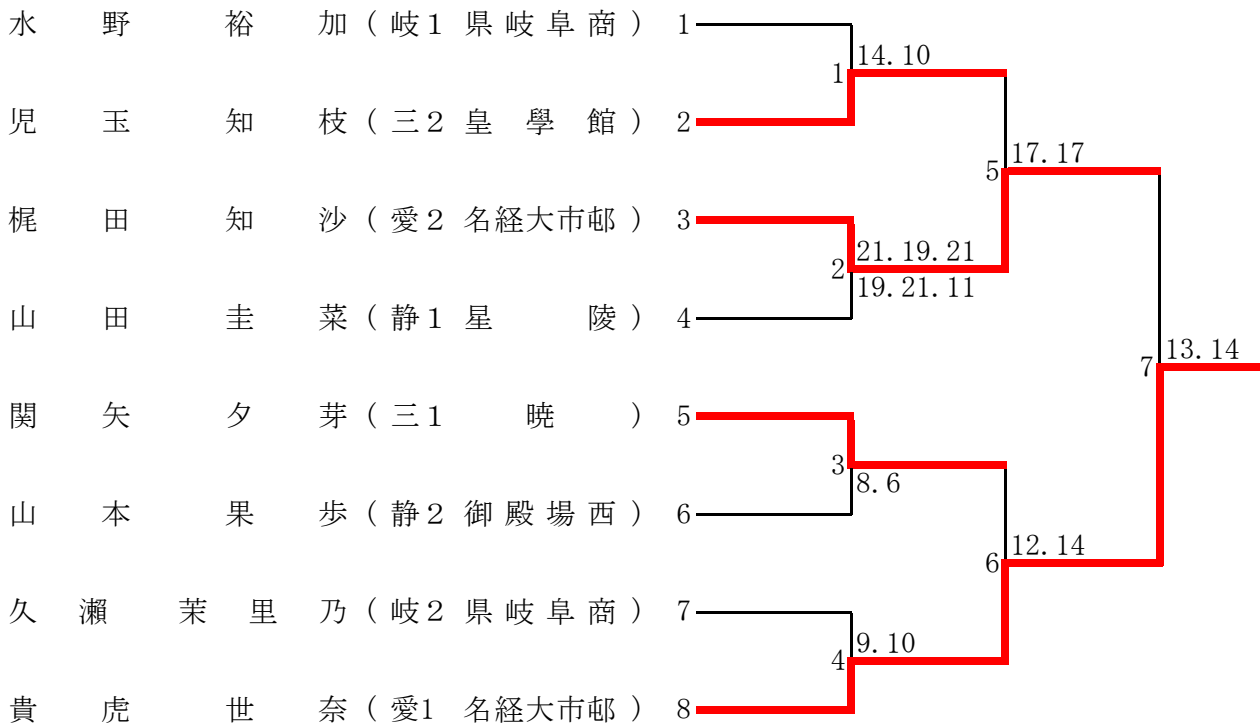 水野裕加（岐１県岐阜商）1
14.10
1
児玉知枝（三２皇學館）2
17.17
5
梶田知沙（愛２名経大市邨）3
21.19.21
2
19.21.11
山田圭菜（静１星陵）4
13.14
7
関矢夕芽（三１暁）5
3
8.6
山本果歩（静２御殿場西）6
12.14
6
久瀬茉里乃（岐２県岐阜商）7
9.10
4
貴虎世奈（愛1名経大市邨）8